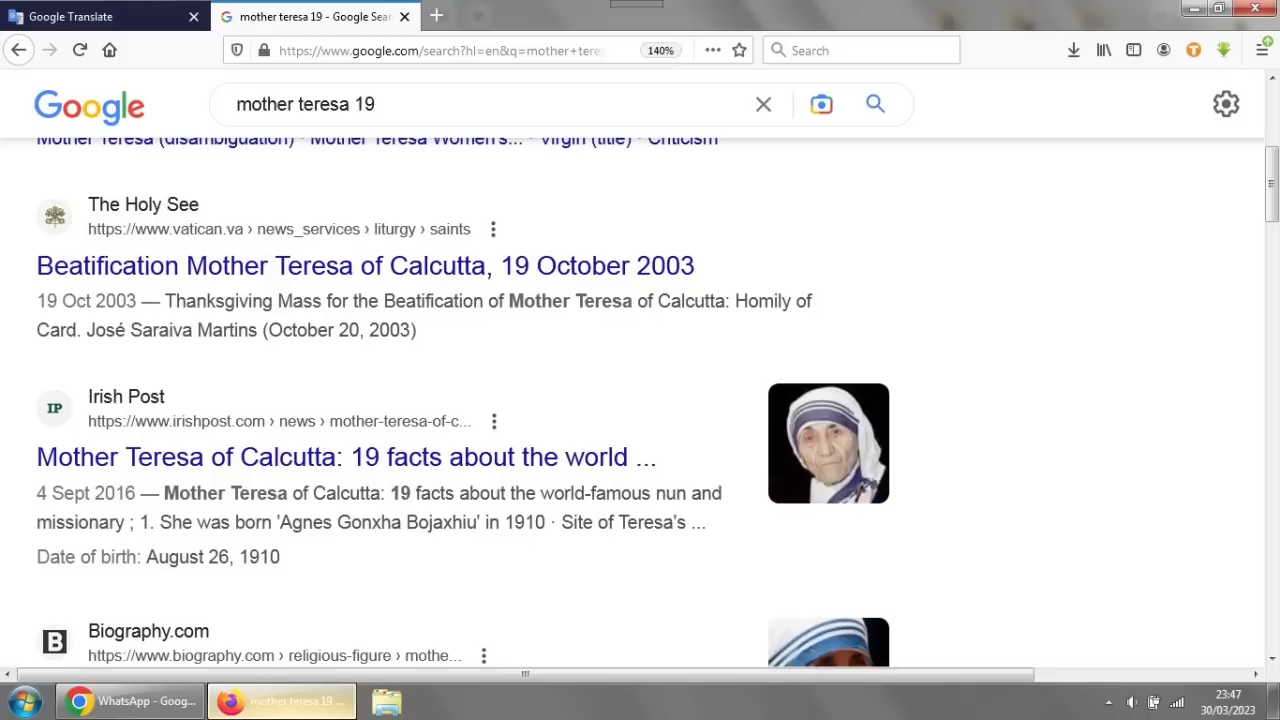 Google Translate
mother teresa 19 - Google Sear
https://www.google.com/search?hl=en&q=mother+tere
140%
Search
Google
mother teresa 19
Mother Teresa (disambiguation) · Mother Teresa Women's... · Virgin (title) · Criticism
The Holy See
https://www.vatican.va › news_services › liturgy › saints
Beatification Mother Teresa of Calcutta, 19 October 2003
19 Oct 2003 — Thanksgiving Mass for the Beatification of Mother Teresa of Calcutta: Homily of
Card. José Saraiva Martins (October 20, 2003)
IP
Irish Post
https://www.irishpost.com › news › mother-teresa-of-c...
Mother Teresa of Calcutta: 19 facts about the world ...
4 Sept 2016 — Mother Teresa of Calcutta: 19 facts about the world-famous nun and
missionary ; 1. She was born 'Agnes Gonxha Bojaxhiu' in 1910 · Site of Teresa's ...
Date of birth: August 26, 1910
B
Biography.com
https://www.biography.com › religious-figure › mothe...
WhatsApp - Goog...
mother teresa 19 ...
23:47
30/03/2023